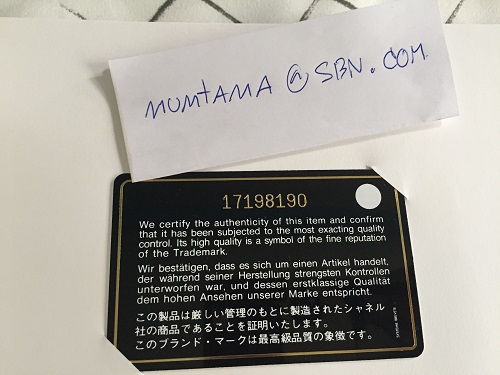 mumtAMA @ SBN.COM
17198190
We certify the authenticity of this item and confirm
that it has been subjected to the most exacting quality
control. Its high quality is a symbol of the fine reputation
of the Trademark.
Wir bestätigen, dass es sich um einen Artikel handelt,
der während seiner Herstellung strengsten Kontrollen
unterworfen war, und dessen erstklassige Qualität
dem hohen Ansehen unserer Marke entspricht.
この製品は厳しい管理のもとに製造されたシャネル
社の商品であることを証明いたします。
このブランド・マークは最高級品質の象徴です。